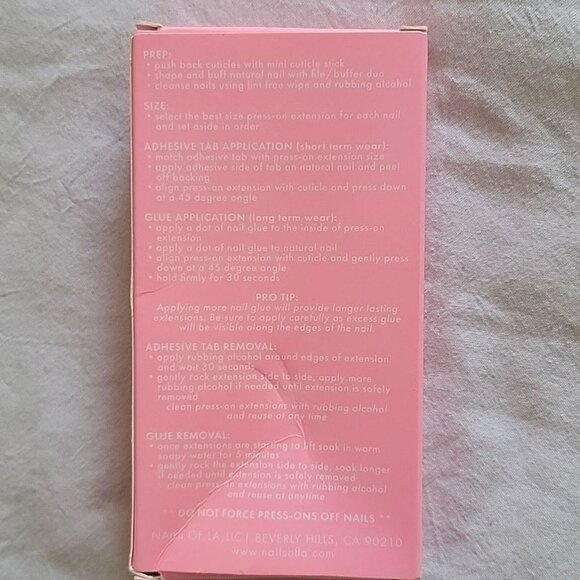 PREP:
• push back cuticles with mini cuticle stick
• shape and buff natural nail with file/buffer duo
• cleanse nails using lint free wipe and rubbing alcohol
SIZE:
• select the best size press-on extension for each nail
and set aside in order
ADHESIVE TAB APPLICATION (short term wear):
• match adhesive tab with press-on extension size
• apply adhesive side of tab on natural nail and peel
off backing
• align press-on extension with cuticle and press down
at a 45 degree angle
GLUE APPLICATION (long term wear):
• apply a dot of nail glue to the inside of press-on
extension
• apply a dot of nail glue to natural nail
• align press-on extension with cuticle and gently press
down at a 45 degree angle
• hold firmly for 30 seconds
PRO TIP:
Applying more nail glue will provide longer lasting
extensions. Be sure to apply carefully as excess glue
will be visible along the edges of the nail.
ADHESIVE TAB REMOVAL:
• apply rubbing alcohol around edges of extension
and wait 30 seconds
• gently rock extension side to side, apply more
rubbing alcohol if needed until extension is safely
removed
clean press-on extensions with rubbing alcohol
and reuse at any time
GLUE REMOVAL:
• once extensions are starting to lift soak in warm
soapy water for 5 minutes
• gently rock the extension side to side, soak longer
if needed until extension is safely removed
clean press-on extensions with rubbing alcohol
and reuse at anytime
** DO NOT FORCE PRESS-ONS OFF NAILS **
NAILS OF LA, LLC | BEVERLY HILLS, CA 90210
www.nailsofla.com